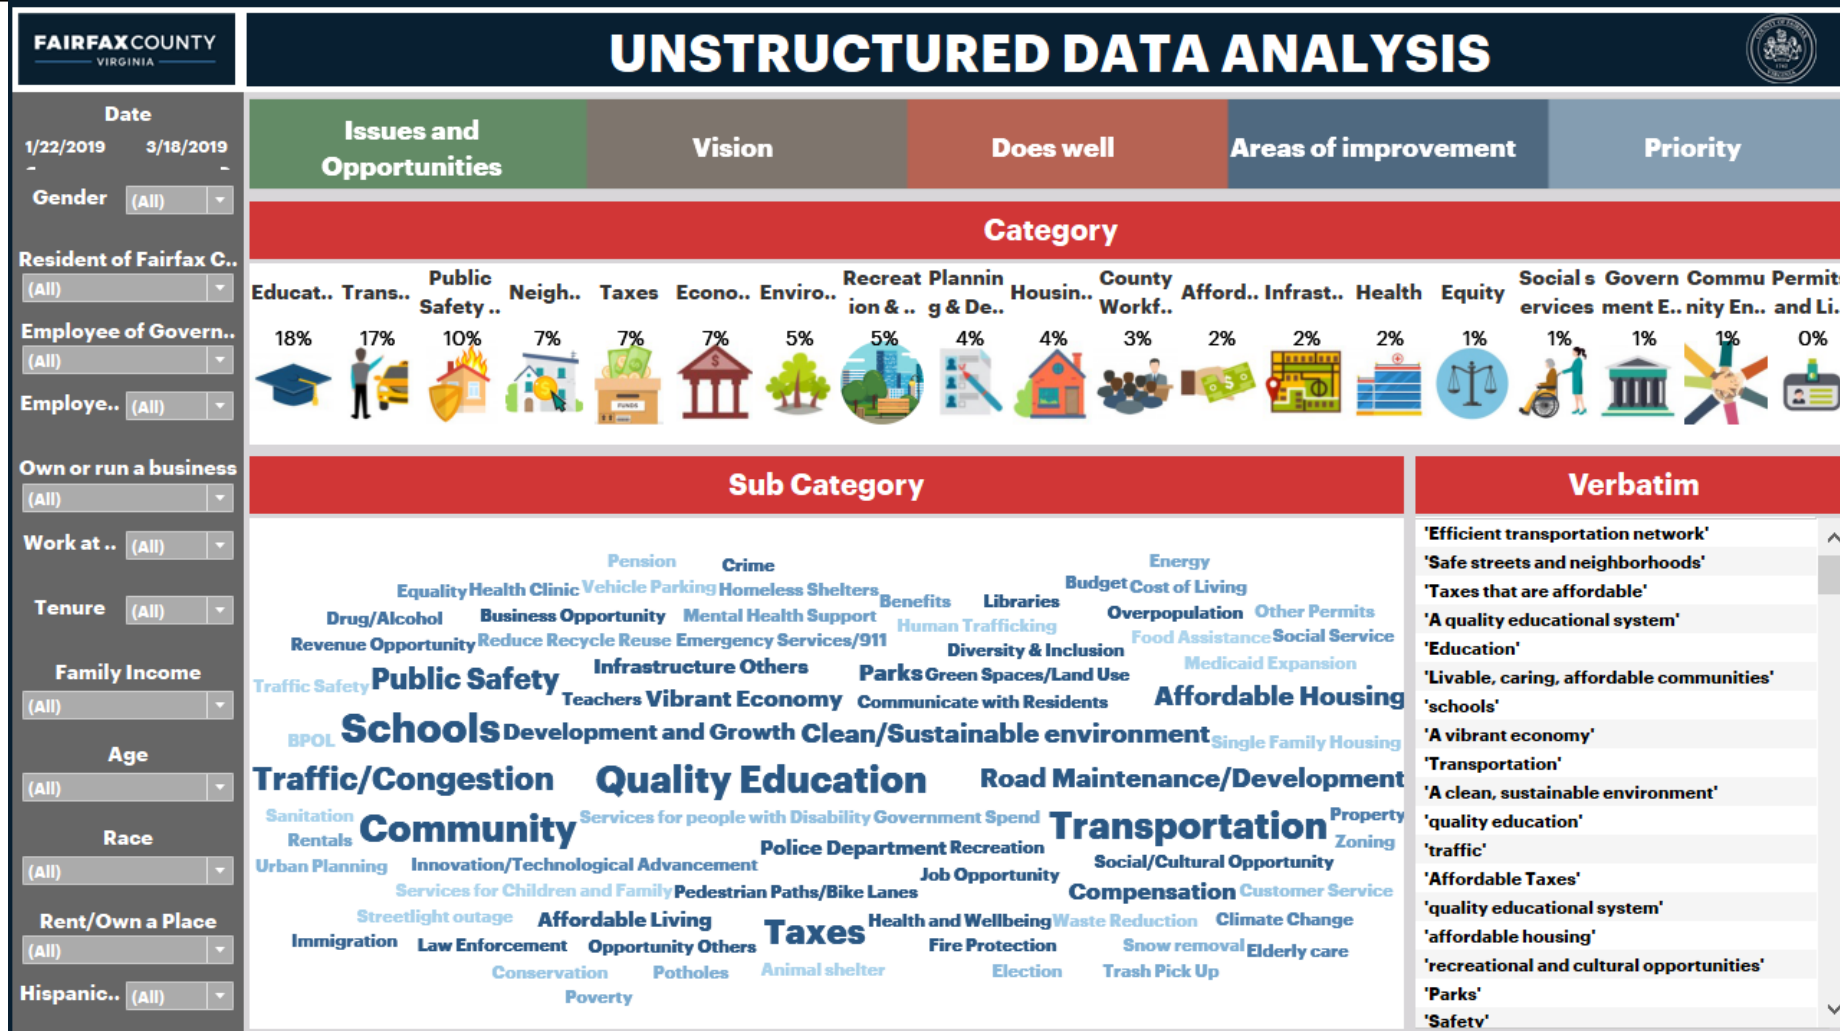 FAIRFAX COUNTY
VIRGINIA
UNSTRUCTURED DATA ANALYSIS
Date
1/22/2019 3/18/2019
Gender (All)
Resident of Fairfax C..
(All)
Employee of Govern..
(All)
Employe.. (All)
Own or run a business
(All)
Work at .. (All)
Tenure (All)
Family Income
(All)
Age
(All)
Race
(All)
Rent/Own a Place
(All)
Hispanic.. (All)
Issues and
Opportunities
Vision
Does well
Areas of improvement
Priority
Category
Educat.. Trans.. Public Safety .. Neigh.. Taxes Econo.. Enviro.. Recreat ion & .. Plannin g & De.. Housin.. County Workf.. Afford.. Infrast.. Health Equity Social s ervices Govern ment E.. Commu nity En.. Permits and Li..
18% 17% 10% 7% 7% 7% 5% 5% 4% 4% 3% 2% 2% 2% 1% 1% 1% 1% 0%
FUNDS
Sub Category
Pension Crime Energy
Equality Health Clinic Vehicle Parking Homeless Shelters Budget Cost of Living
Drug/Alcohol Business Opportunity Mental Health Support Benefits Libraries Overpopulation Other Permits
Revenue Opportunity Reduce Recycle Reuse Emergency Services/911 Human Trafficking Food Assistance Social Service
Infrastructure Others Diversity & Inclusion Medicaid Expansion
Traffic Safety Public Safety Parks Green Spaces/Land Use
Teachers Vibrant Economy Communicate with Residents Affordable Housing
BPOL Schools Development and Growth Clean/Sustainable environment Single Family Housing
Traffic/Congestion Quality Education Road Maintenance/Development
Sanitation Community Services for people with Disability Government Spend Transportation Property
Rentals Police Department Recreation Zoning
Urban Planning Innovation/Technological Advancement Job Opportunity Social/Cultural Opportunity
Services for Children and Family Pedestrian Paths/Bike Lanes Compensation Customer Service
Streetlight outage Affordable Living Taxes Health and Wellbeing Waste Reduction Climate Change
Immigration Law Enforcement Opportunity Others Fire Protection Snow removal Elderly care
Conservation Potholes Animal shelter Election Trash Pick Up
Poverty
Verbatim
'Efficient transportation network'
'Safe streets and neighborhoods'
'Taxes that are affordable'
'A quality educational system'
'Education'
'Livable, caring, affordable communities'
'schools'
'A vibrant economy'
'Transportation'
'A clean, sustainable environment'
'quality education'
'traffic'
'Affordable Taxes'
'quality educational system'
'affordable housing'
'recreational and cultural opportunities'
'Parks'
'Safety'